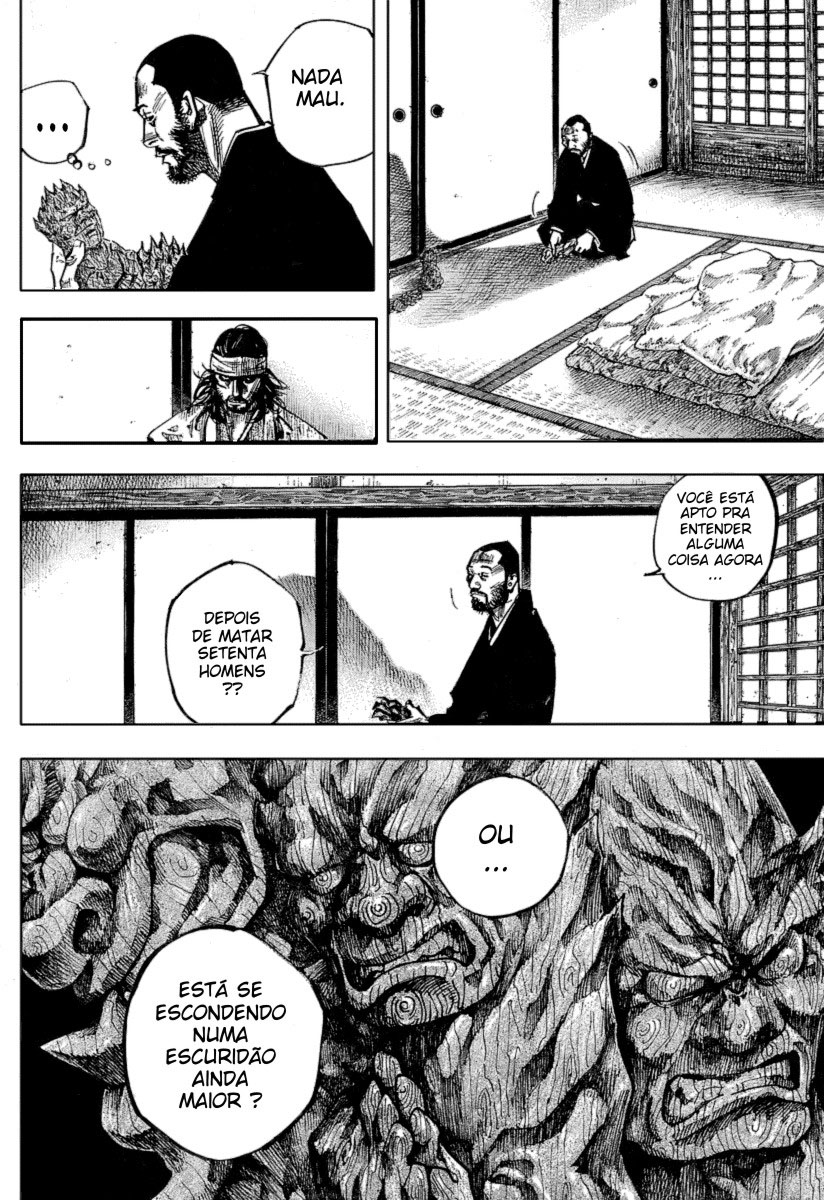 NADA
MAU.
...
VOCÊ ESTÁ
APTO PRA
ENTENDER
ALGUMA
COISA AGORA
...
DEPOIS
DE MATAR
SETENTA
HOMENS
??
OU
...
ESTÁ SE
ESCONDENDO
NUMA
ESCURIDÃO
AINDA
MAIOR ?